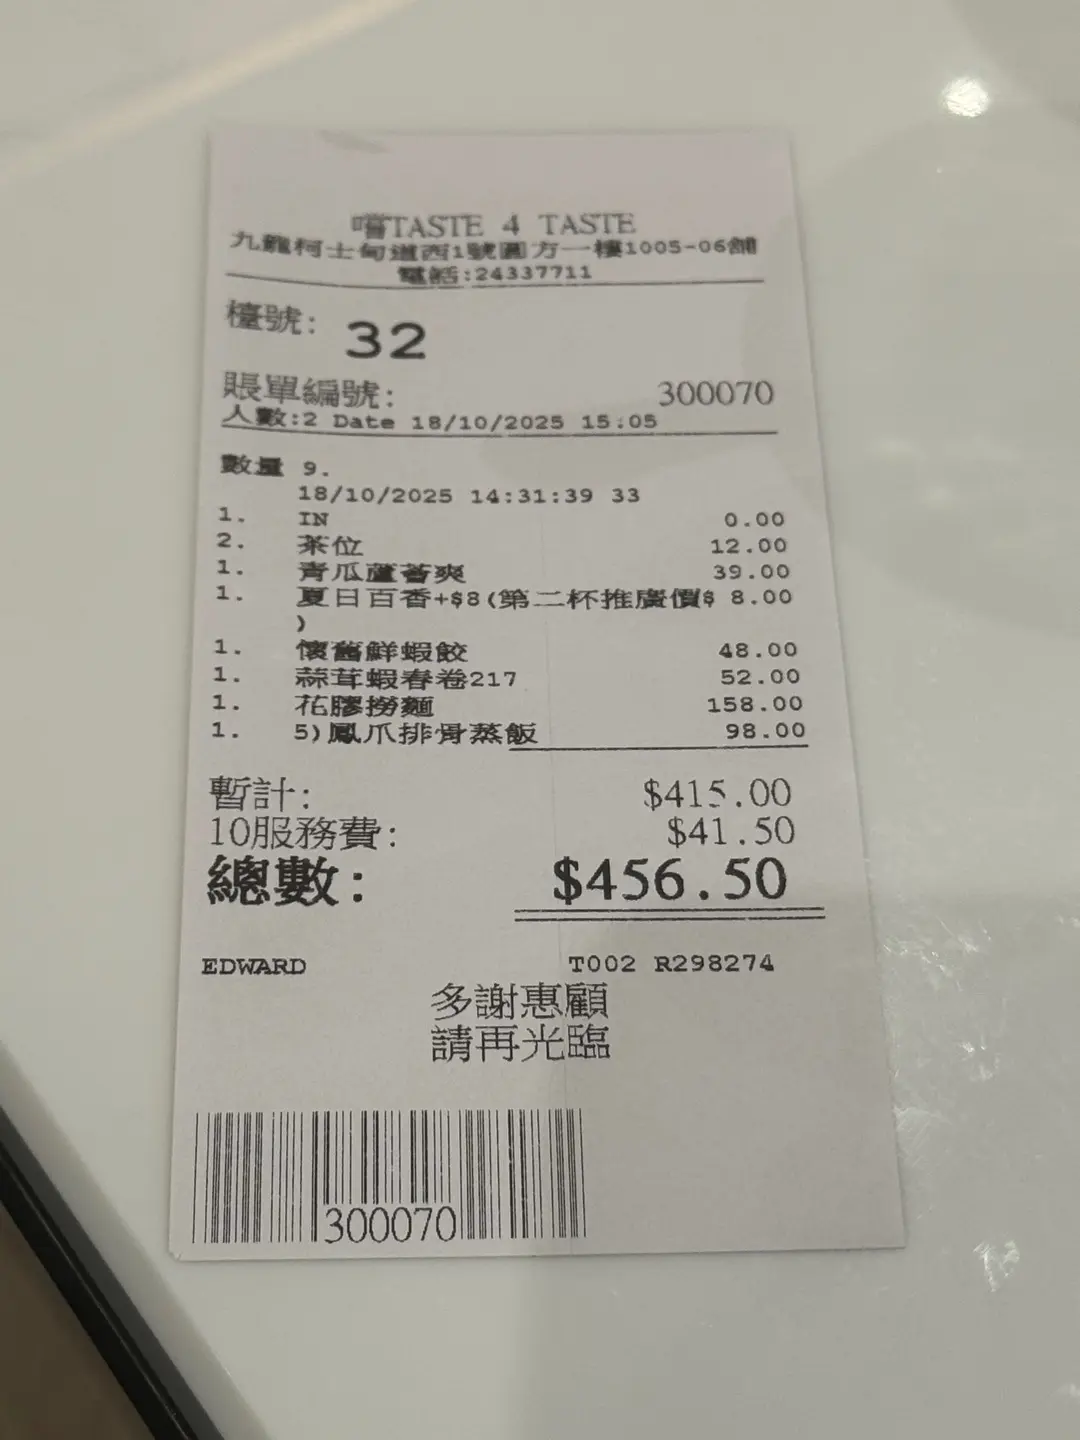 嚐TASTE 4 TASTE
九龍柯士甸道西1號圓方一樓1005-06舖
電話:24337711
檯號: 32
賬單編號: 300070
人數:2 Date 18/10/2025 15:05
數量 9.
18/10/2025 14:31:39 33
1. IN 0.00
2. 茶位 12.00
1. 青瓜蘆薈爽 39.00
1. 夏日百香+$8(第二杯推廣價$ 8.00
)
1. 懷舊鮮蝦餃 48.00
1. 蒜茸蝦春卷217 52.00
1. 花膠撈麵 158.00
1. 5)鳳爪排骨蒸飯 98.00
暫計: $415.00
10服務費: $41.50
總數: $456.50
EDWARD T002 R298274
多謝惠顧
請再光臨
300070